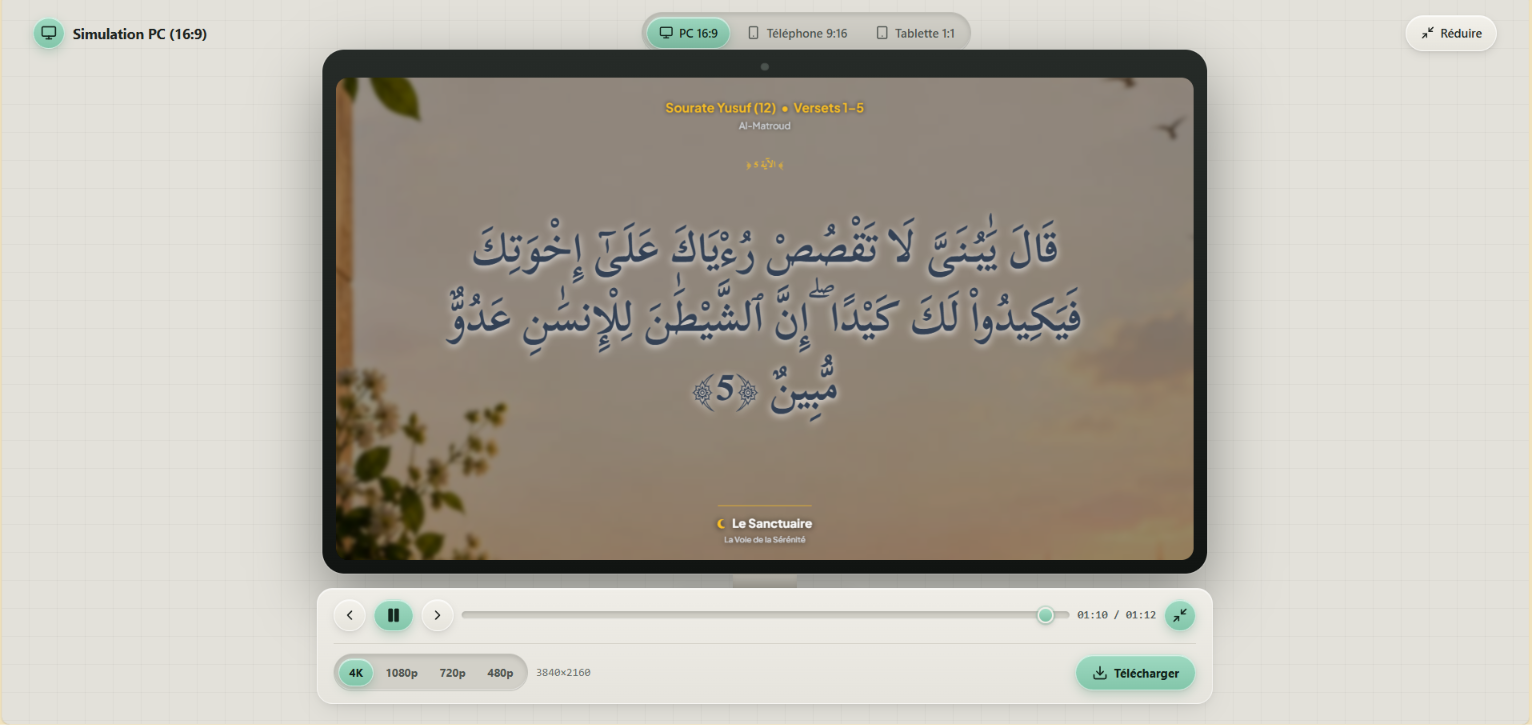 Simulation PC (16:9)
PC 16:9
Téléphone 9:16
Tablette 1:1
Réduire
Sourate Yusuf (12) • Versets 1–5
Al-Matroud
قَالَ يَٰبُنَىَّ لَا تَقْصُصْ رُءْيَاكَ عَلَىٰٓ إِخْوَتِكَ
فَيَكِيدُوا۟ لَكَ كَيْدًا ۖ إِنَّ ٱلشَّيْطَٰنَ لِلْإِنسَٰنِ عَدُوٌّ
مُّبِينٌ ﴿5﴾
Le Sanctuaire
La Voie de la Sérénité
01:10 / 01:12
4K
1080p
720p
480p
3840×2160
Télécharger